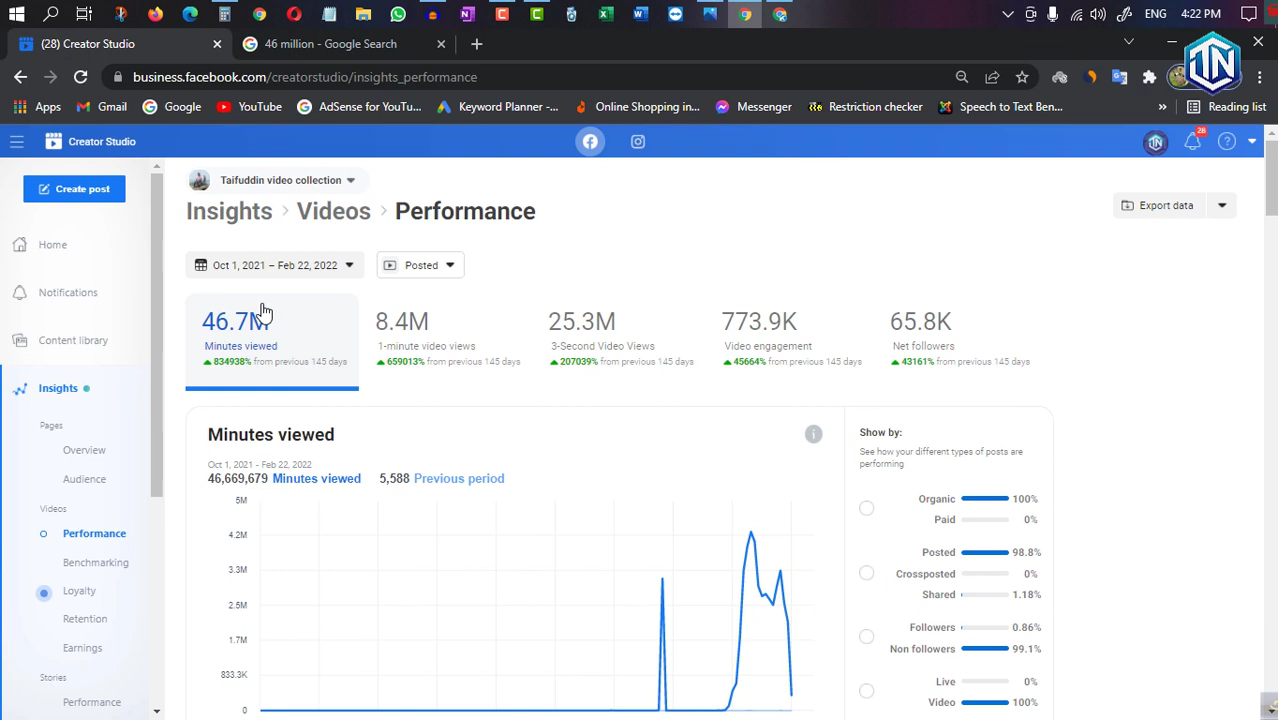 ENG 4:22 PM
(28) Creator Studio
46 million - Google Search
business.facebook.com/creatorstudio/insights_performance
Apps
Gmail
Google
YouTube
AdSense for YouTu...
Keyword Planner -...
Online Shopping in...
Messenger
Restriction checker
Speech to Text Ben...
»
Reading list
Creator Studio
28
Create post
Home
Notifications
Content library
Insights
Pages
Overview
Audience
Videos
Performance
Benchmarking
Loyalty
Retention
Earnings
Stories
Performance
Taifuddin video collection
Insights > Videos > Performance
Export data
Oct 1, 2021 – Feb 22, 2022
Posted
46.7M
Minutes viewed
834938% from previous 145 days
8.4M
1-minute video views
659013% from previous 145 days
25.3M
3-Second Video Views
207039% from previous 145 days
773.9K
Video engagement
45664% from previous 145 days
65.8K
Net followers
43161% from previous 145 days
Minutes viewed
Oct 1, 2021 - Feb 22, 2022
46,669,679 Minutes viewed 5,588 Previous period
5M
4.2M
3.3M
2.5M
1.7M
833.3K
0
Show by:
See how your different types of posts are
performing
Organic 100%
Paid 0%
Posted 98.8%
Crossposted 0%
Shared 1.18%
Followers 0.86%
Non followers 99.1%
Live 0%
Video 100%